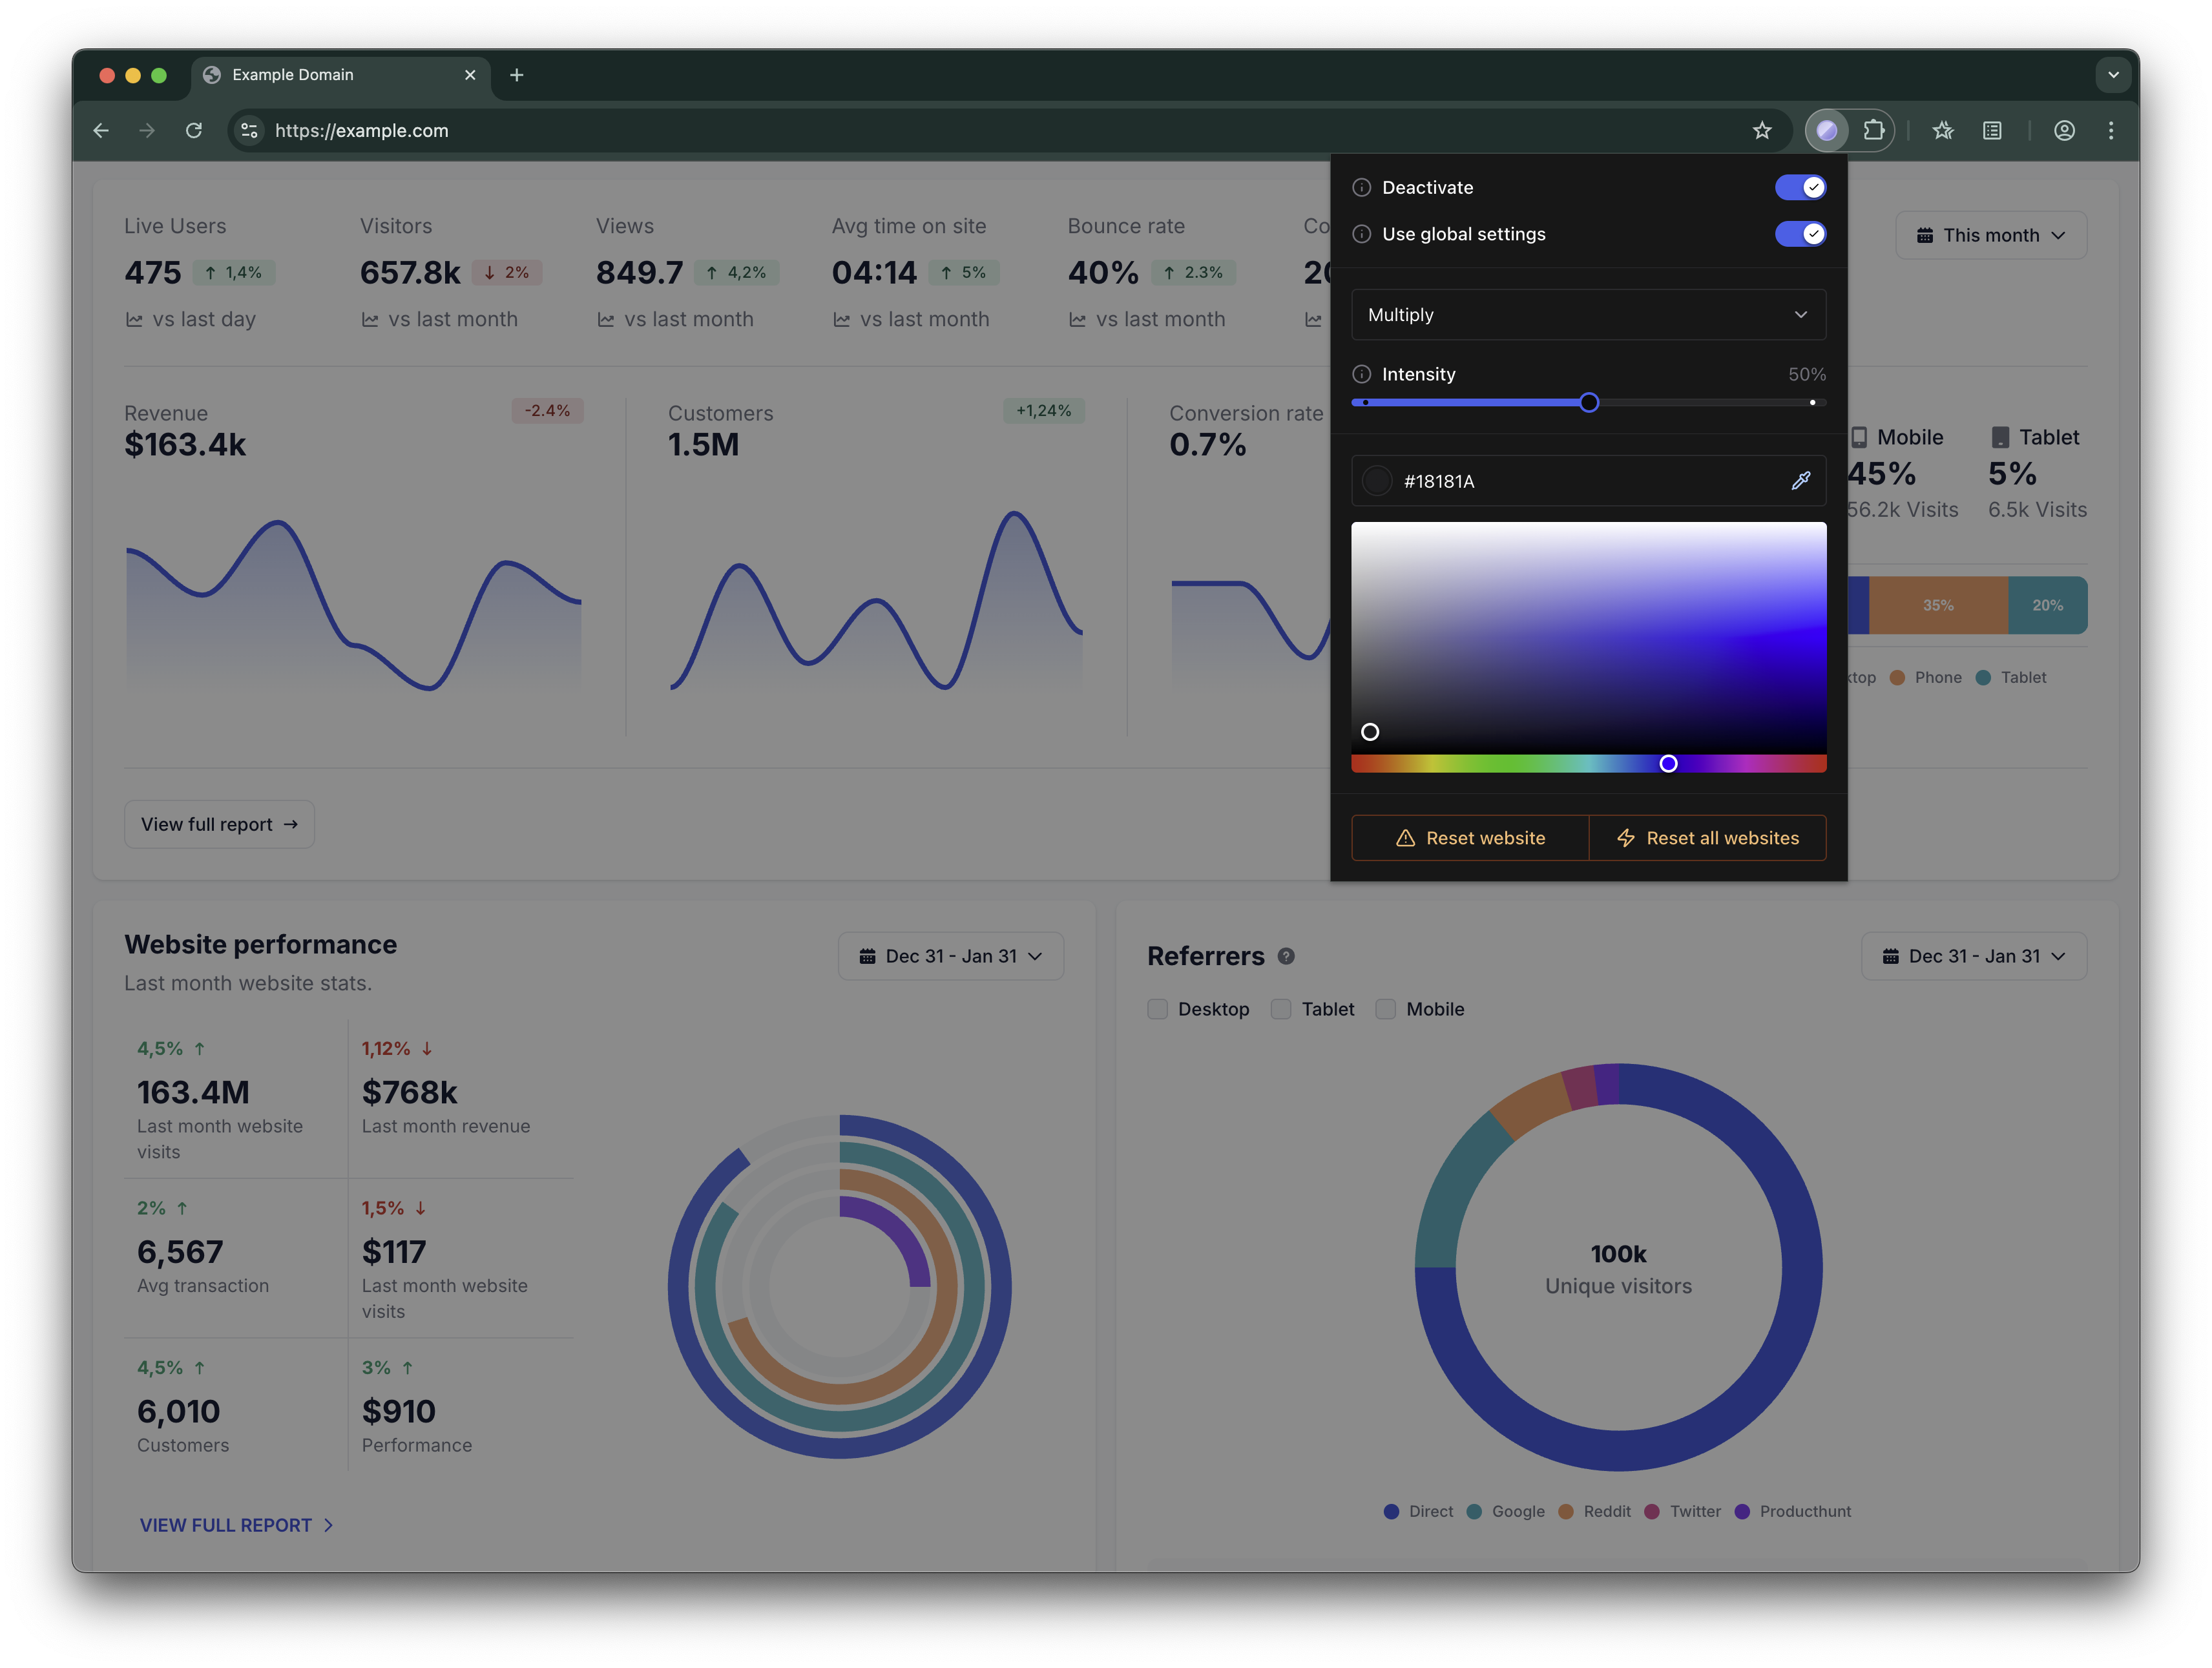 Example Domain
https://example.com
Deactivate
Use global settings
Multiply
Intensity 50%
#18181A
Reset website Reset all websites
Live Users Visitors Views Avg time on site Bounce rate
475 1,4% 657.8k 2% 849.7 4,2% 04:14 5% 40% 2.3%
vs last day vs last month vs last month vs last month vs last month
This month
Revenue -2.4% Customers +1,24% Conversion rate
$163.4k 1.5M 0.7%
Mobile Tablet
45% 5%
56.2k Visits 6.5k Visits
35% 20%
Phone Tablet
View full report
Website performance
Last month website stats.
Dec 31 - Jan 31
4,5% 1,12%
163.4M $768k
Last month website Last month revenue
visits
2% 1,5%
6,567 $117
Avg transaction Last month website
visits
4,5% 3%
6,010 $910
Customers Performance
VIEW FULL REPORT
Referrers
Dec 31 - Jan 31
Desktop Tablet Mobile
100k
Unique visitors
Direct Google Reddit Twitter Producthunt